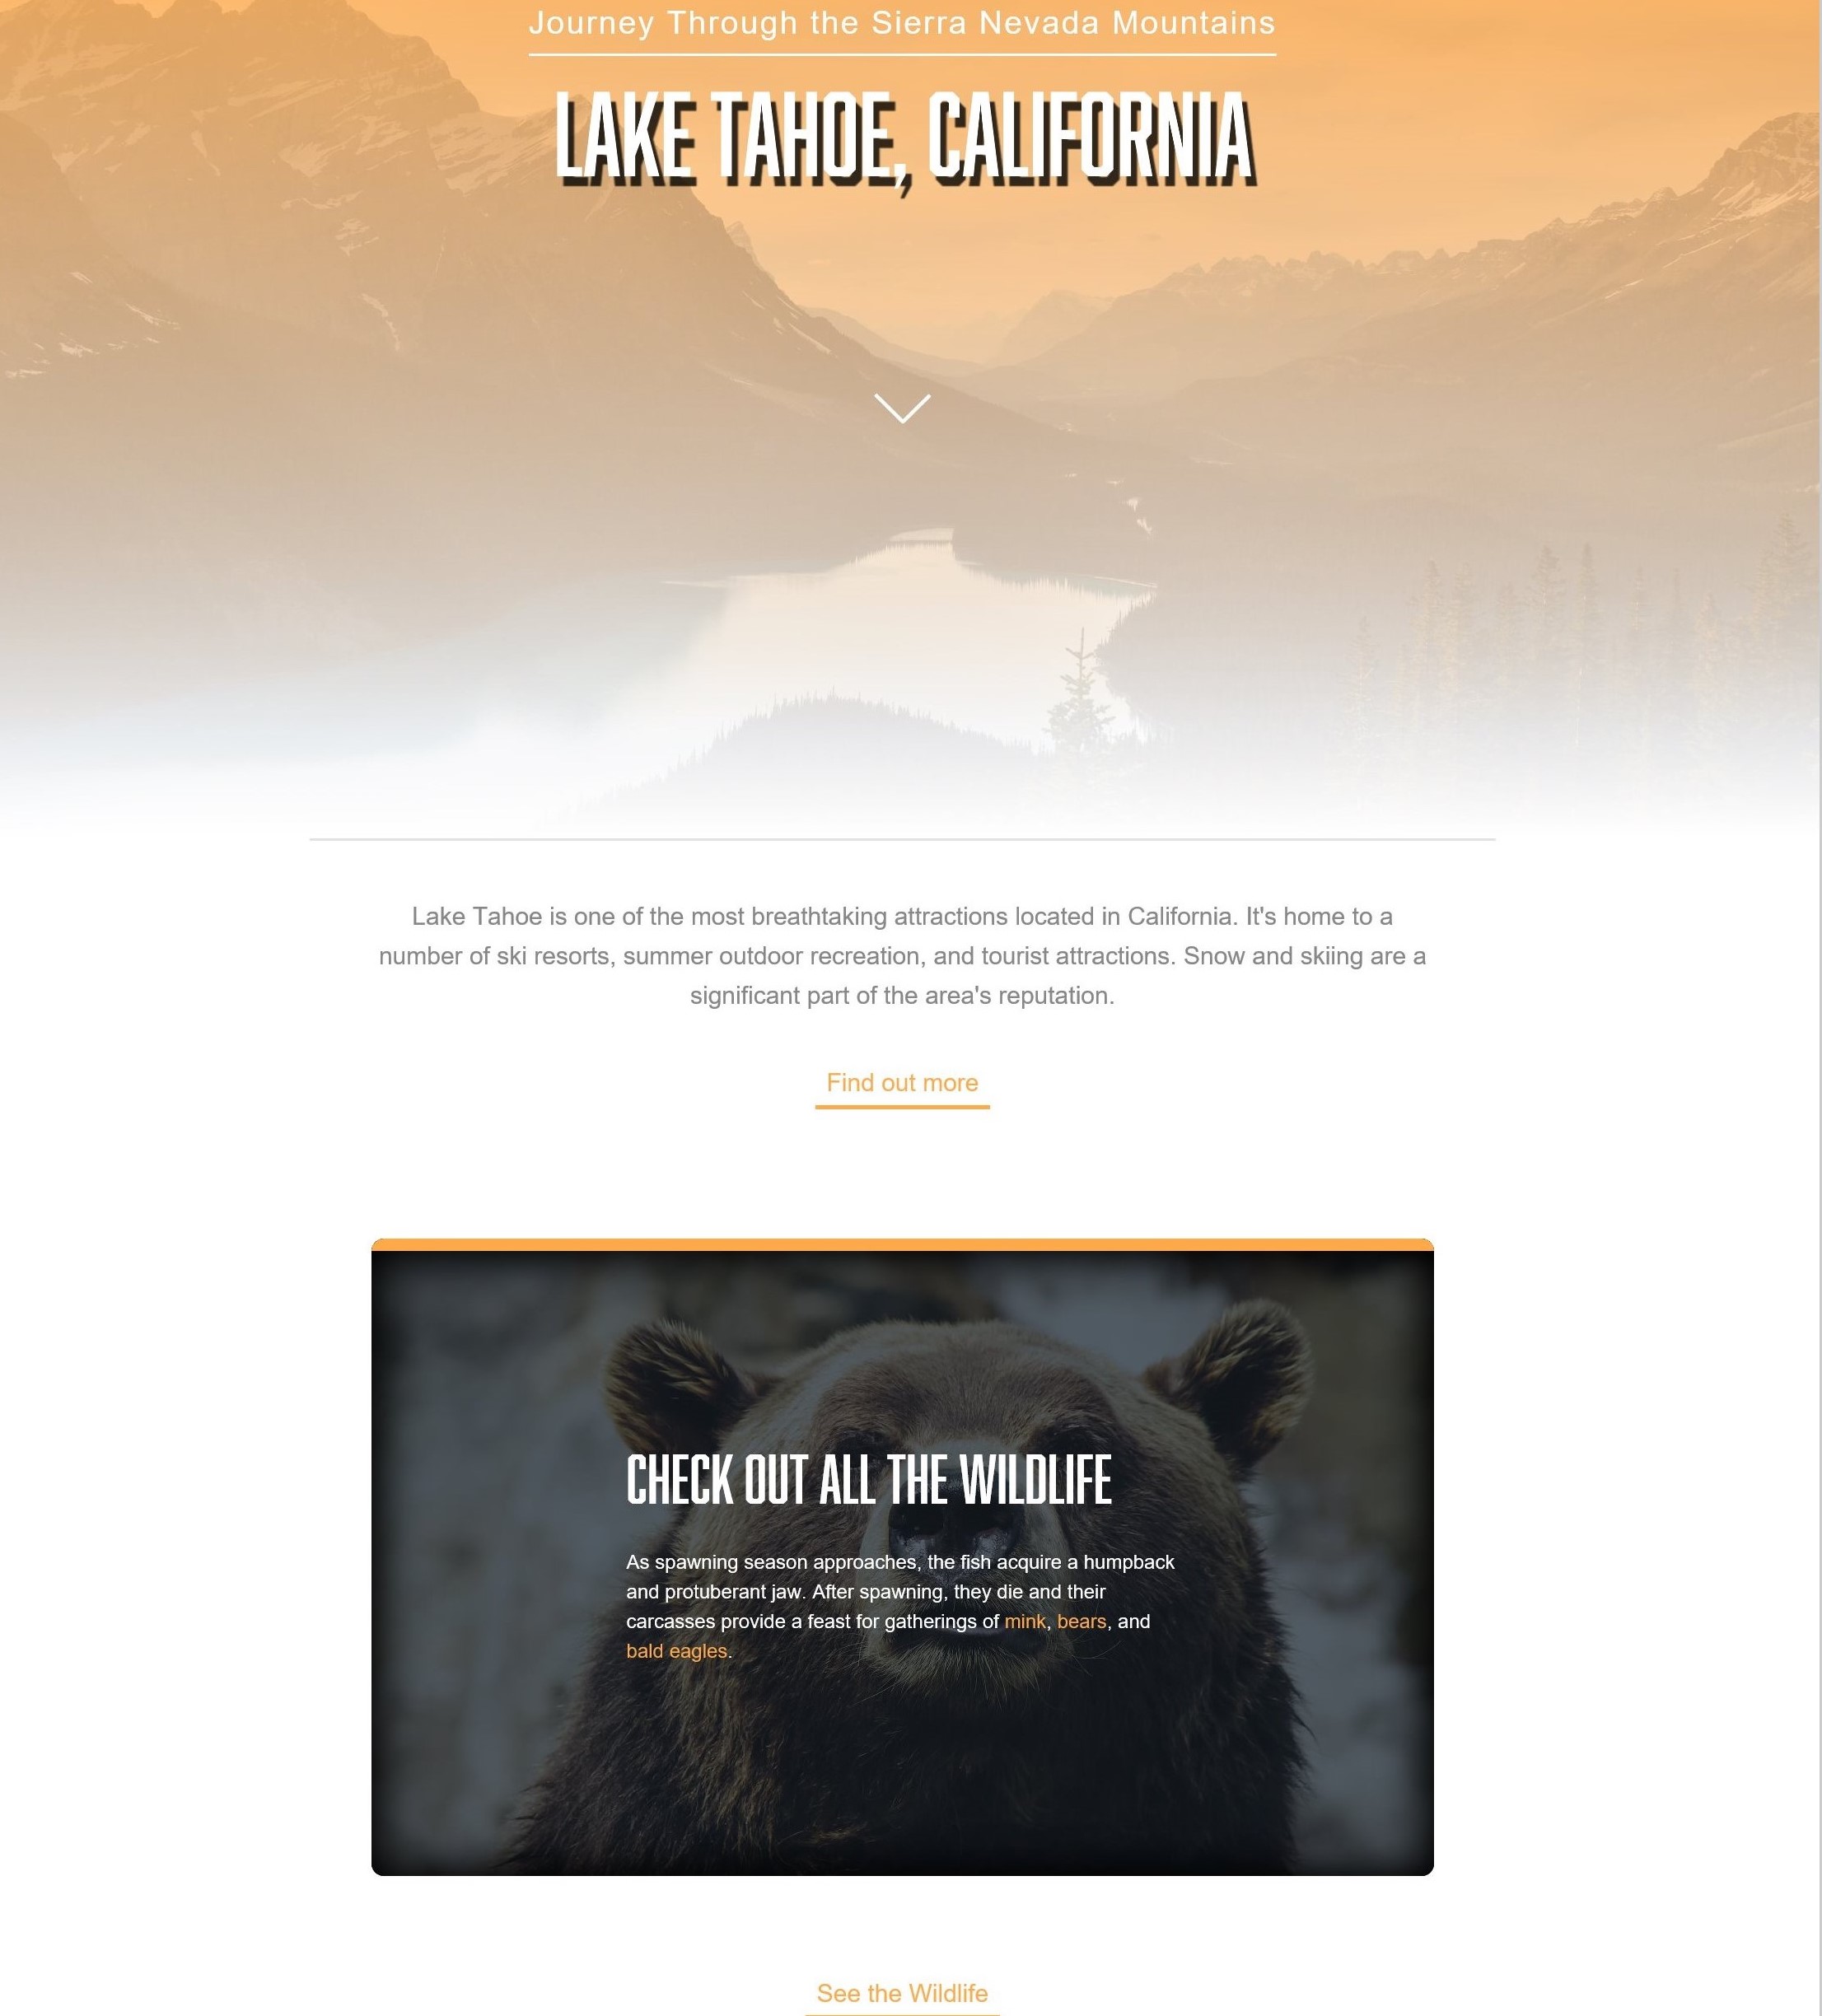 Journey Through the Sierra Nevada Mountains
LAKE TAHOE, CALIFORNIA
Lake Tahoe is one of the most breathtaking attractions located in California. It's home to a
number of ski resorts, summer outdoor recreation, and tourist attractions. Snow and skiing are a
significant part of the area's reputation.
Find out more
CHECK OUT ALL THE WILDLIFE
As spawning season approaches, the fish acquire a humpback
and protuberant jaw. After spawning, they die and their
carcasses provide a feast for gatherings of mink, bears, and
bald eagles.
See the Wildlife